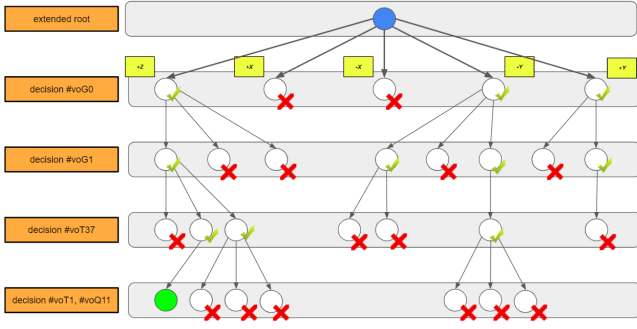 extended root
+Z
+X
-X
-Y
+Y
decision #voG0
decision #voG1
decision #voT37
decision #voT1, #voQ11